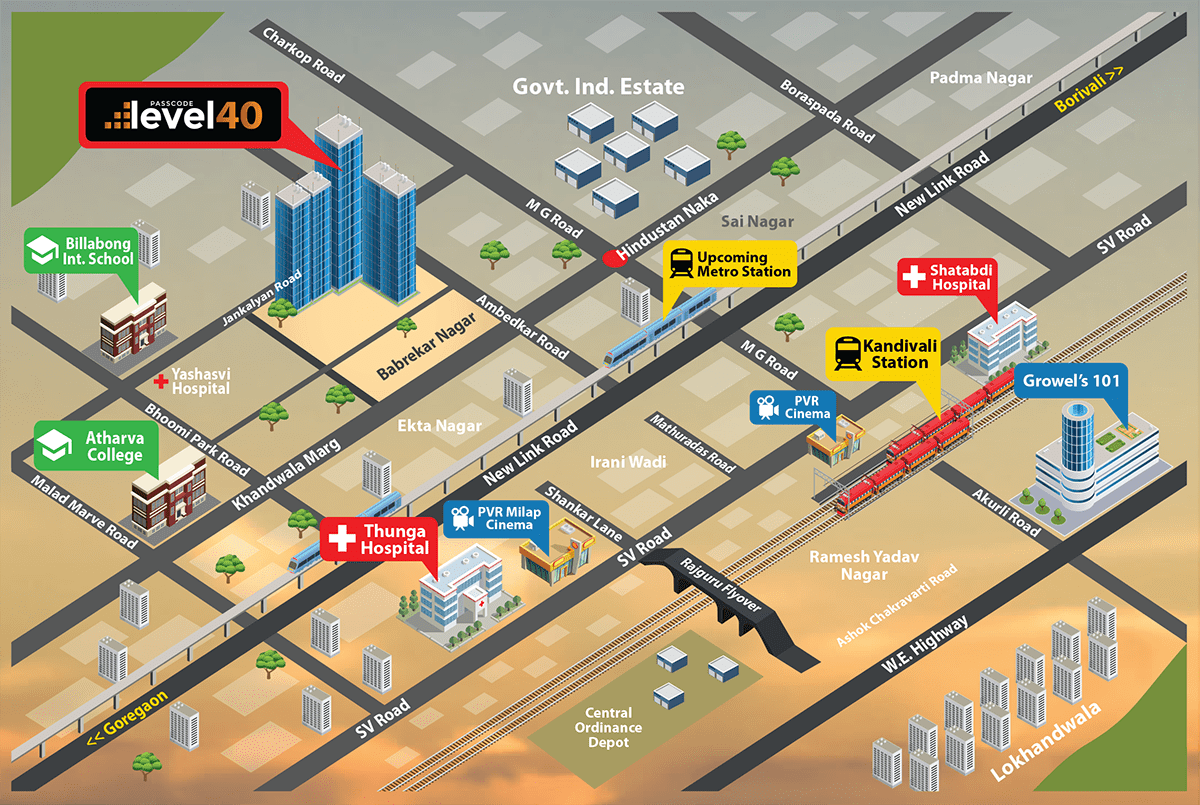 Charkop Road
Govt. Ind. Estate
Padma Nagar
Borivali >>
PASSCODE
level40
Boraspada Road
New Link Road
M G Road
Hindustan Naka
Sai Nagar
SV Road
Billabong
Int. School
Upcoming
Metro Station
Shatabdi
Hospital
Jankalyan Road
Ambedkar Road
Babrekar Nagar
M G Road
Kandivali
Station
Growel's 101
Yashasvi
Hospital
PVR
Cinema
Bhoomi Park Road
Ekta Nagar
Mathuradas Road
Atharva
College
Khandwala Marg
New Link Road
Irani Wadi
Malad Marve Road
Shankar Lane
Akurli Road
PVR Milap
Cinema
Thunga
Hospital
SV Road
Rajguru Flyover
Ramesh Yadav
Nagar
Ashok Chakravarti Road
W.E. Highway
<< Goregaon
SV Road
Central
Ordinance
Depot
Lokhandwala